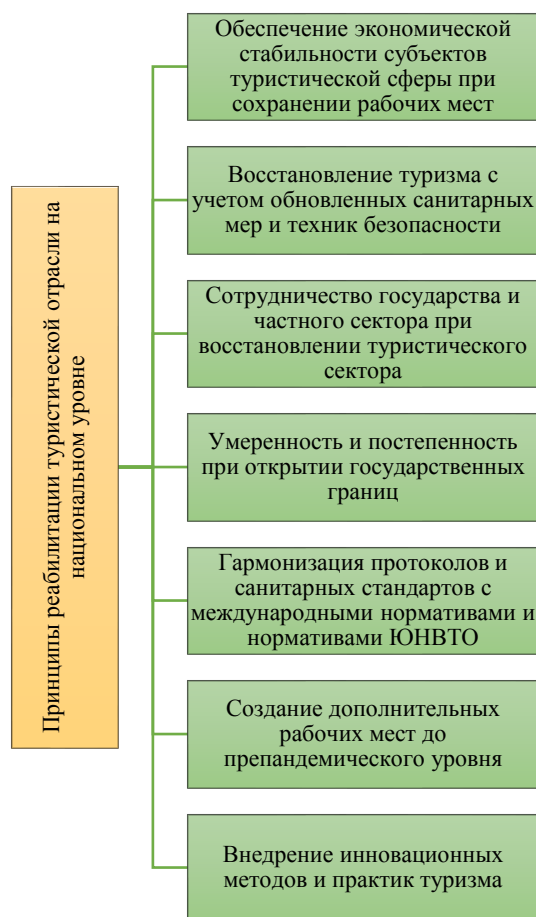 Принципы реабилитации туристической отрасли на
национальном уровне
Обеспечение экономической
стабильности субъектов
туристической сферы при
сохранении рабочих мест
Восстановление туризма с
учетом обновленных санитарных
мер и техник безопасности
Сотрудничество государства и
частного сектора при
восстановлении туристического
сектора
Умеренность и постепенность
при открытии государственных
границ
Гармонизация протоколов и
санитарных стандартов с
международными нормативами и
нормативами ЮНВТО
Создание дополнительных
рабочих мест до
препандемического уровня
Внедрение инновационных
методов и практик туризма